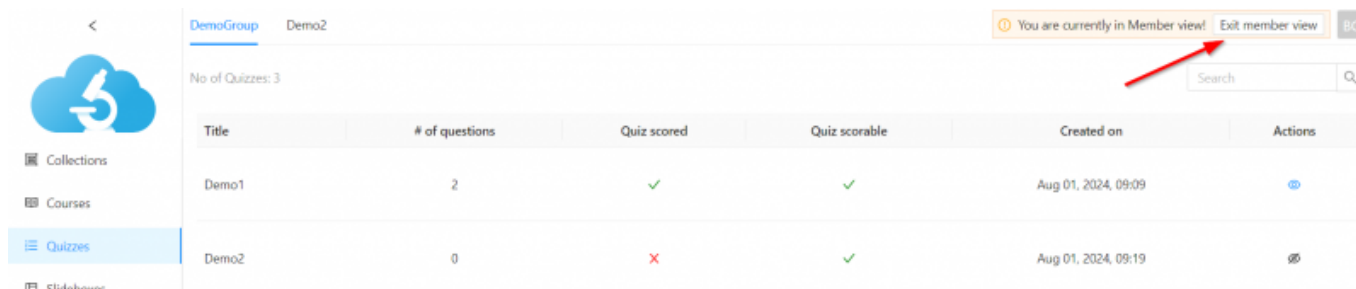 DemoGroup Demo2 You are currently in Member view! Exit member view
No of Quizzes: 3 Search
Title # of questions Quiz scored Quiz scorable Created on Actions
Collections
Demo1 2 Aug 01, 2024, 09:09
Courses
Quizzes
Demo2 0 Aug 01, 2024, 09:19
Slideboxes